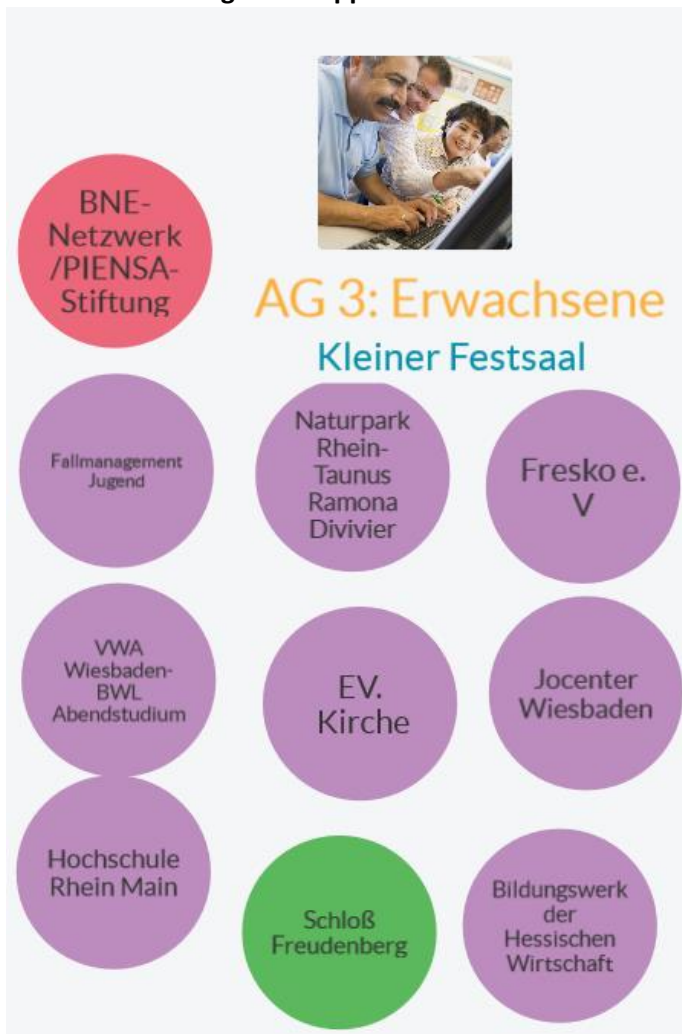 BNE-
Netzwerk
/PIENSA-
Stiftung
AG 3: Erwachsene
Kleiner Festsaal
Fallmanagement
Jugend
Naturpark
Rhein-
Taunus
Ramona
Divivier
Fresko e.
V
VWA
Wiesbaden-
BWL
Abendstudium
EV.
Kirche
Jocenter
Wiesbaden
Hochschule
Rhein Main
Schloß
Freudenberg
Bildungswerk
der
Hessischen
Wirtschaft